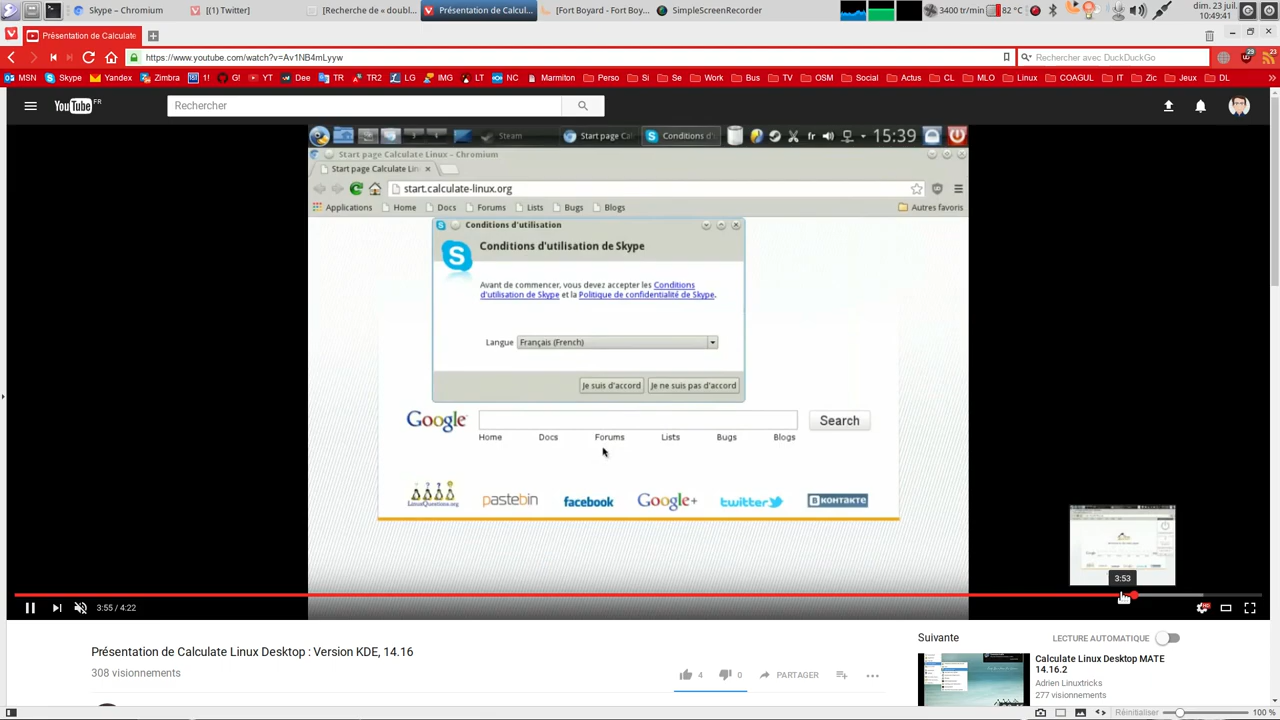 Skype – Chromium
[(1) Twitter]
[Recherche de « doubl...
Présentation de Calcul...
[Fort Boyard - Fort Boy...
SimpleScreenRecorder
3400 tr/min
82 °C
dim. 23 juil.
10:49:41
Présentation de Calculate
https://www.youtube.com/watch?v=Av1NB4mLyyw
Rechercher avec DuckDuckGo
29
23
MSN Skype Yandex Zimbra 1! G! YT Dee TR TR2 LG IMG LT NC Marmiton Perso Si Se Work Bus TV OSM Social Actus CL MLO Linux COAGUL IT Zic Jeux DL
YouTube FR
Rechercher
Steam
Start page Cal
Conditions d'
fr
15:39
Start page Calculate Linux - Chromium
Start page Calculate Lin
start.calculate-linux.org
Applications Home Docs Forums Lists Bugs Blogs Autres favoris
Conditions d'utilisation
Conditions d'utilisation de Skype
Avant de commencer, vous devez accepter les Conditions
d'utilisation de Skype et la Politique de confidentialité de Skype.
Langue Français (French)
Je suis d'accord Je ne suis pas d'accord
Google Search
Home Docs Forums Lists Bugs Blogs
LinuxQuestions.org pastebin facebook Google+ twitter В КОНТАКТЕ
3:53
3:55 / 4:22
HD
Présentation de Calculate Linux Desktop : Version KDE, 14.16
308 visionnements
4
0
PARTAGER
Suivante
LECTURE AUTOMATIQUE
Calculate Linux Desktop MATE
14.16.2
Adrien Linuxtricks
277 visionnements
Réinitialiser
100 %